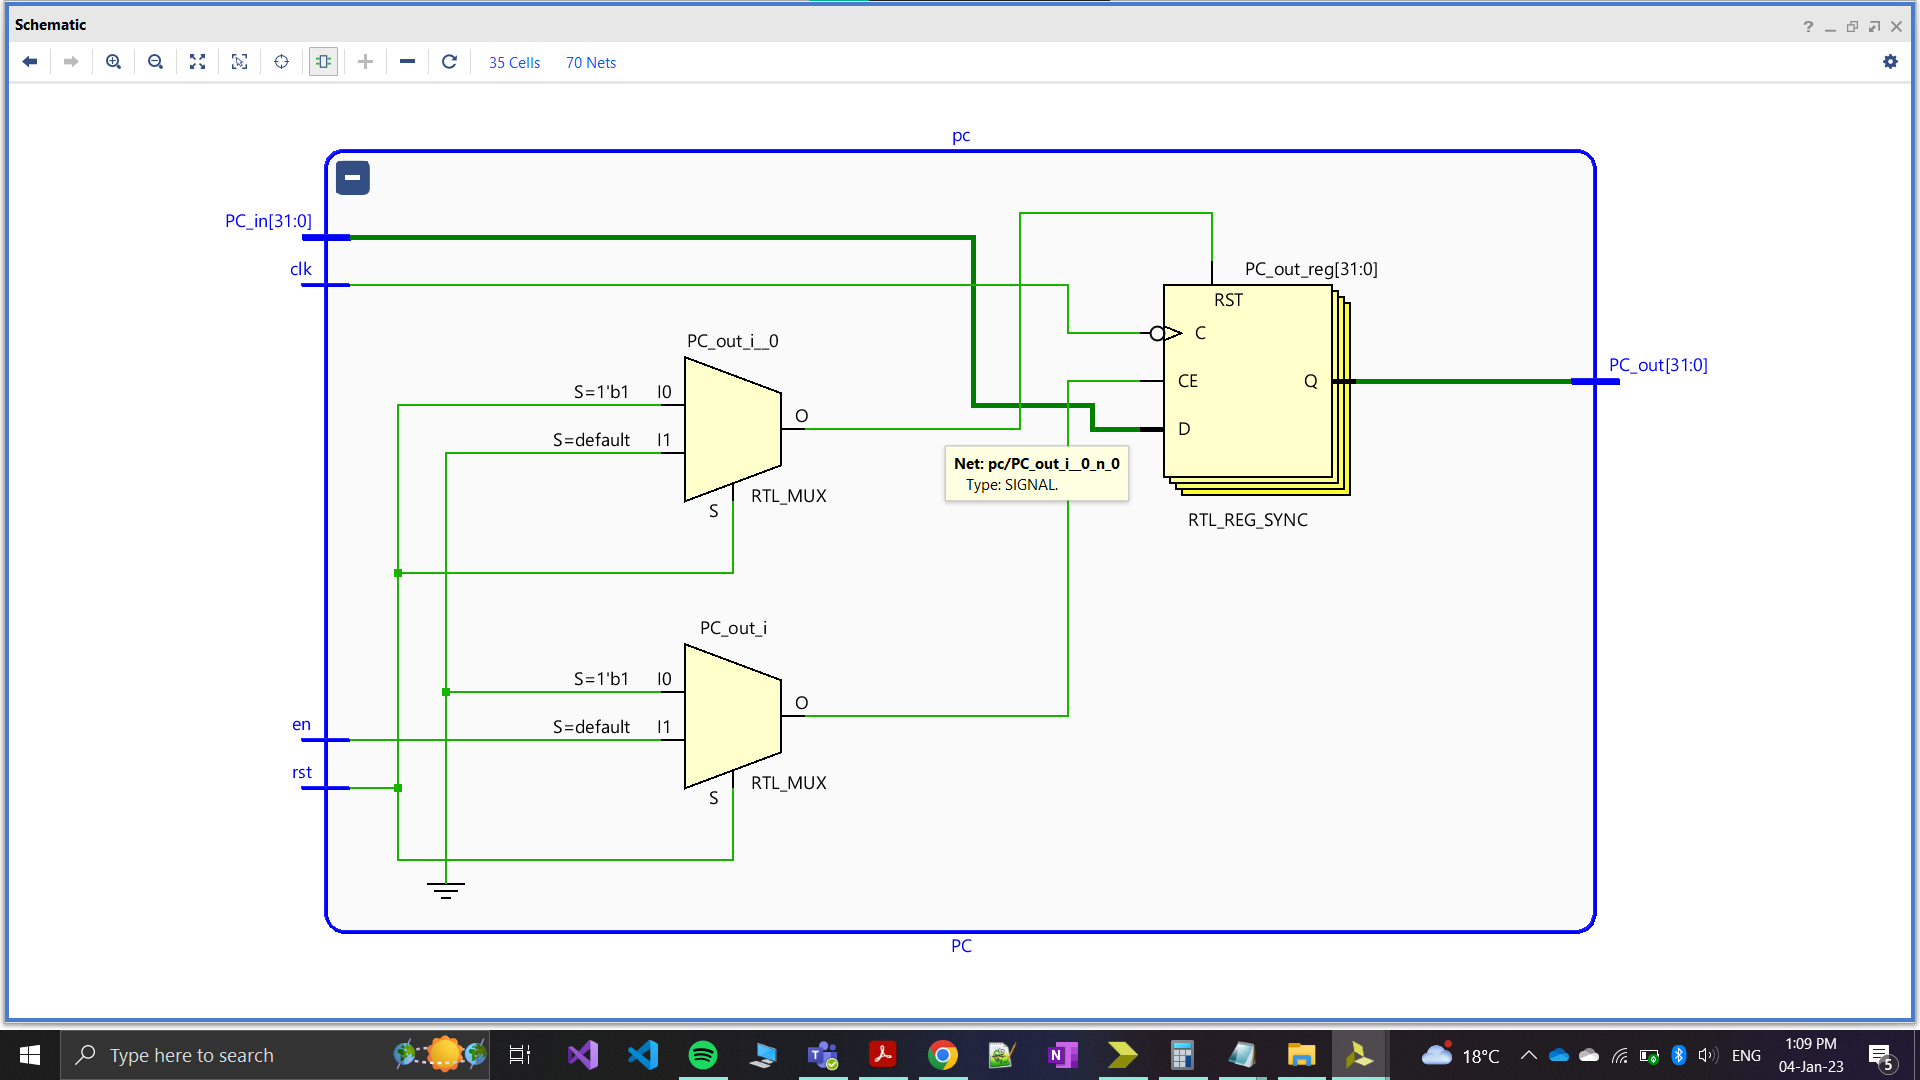 Schematic
?
35 Cells
70 Nets
pc
PC_in[31:0]
clk
PC_out_reg[31:0]
RST
C
CE
Q
D
PC_out[31:0]
RTL_REG_SYNC
PC_out_i__0
S=1'b1 I0
S=default I1
O
S
RTL_MUX
Net: pc/PC_out_i__0_n_0
Type: SIGNAL.
PC_out_i
S=1'b1 I0
S=default I1
O
S
RTL_MUX
en
rst
PC
Type here to search
N
18°C
ENG
1:09 PM
04-Jan-23
5